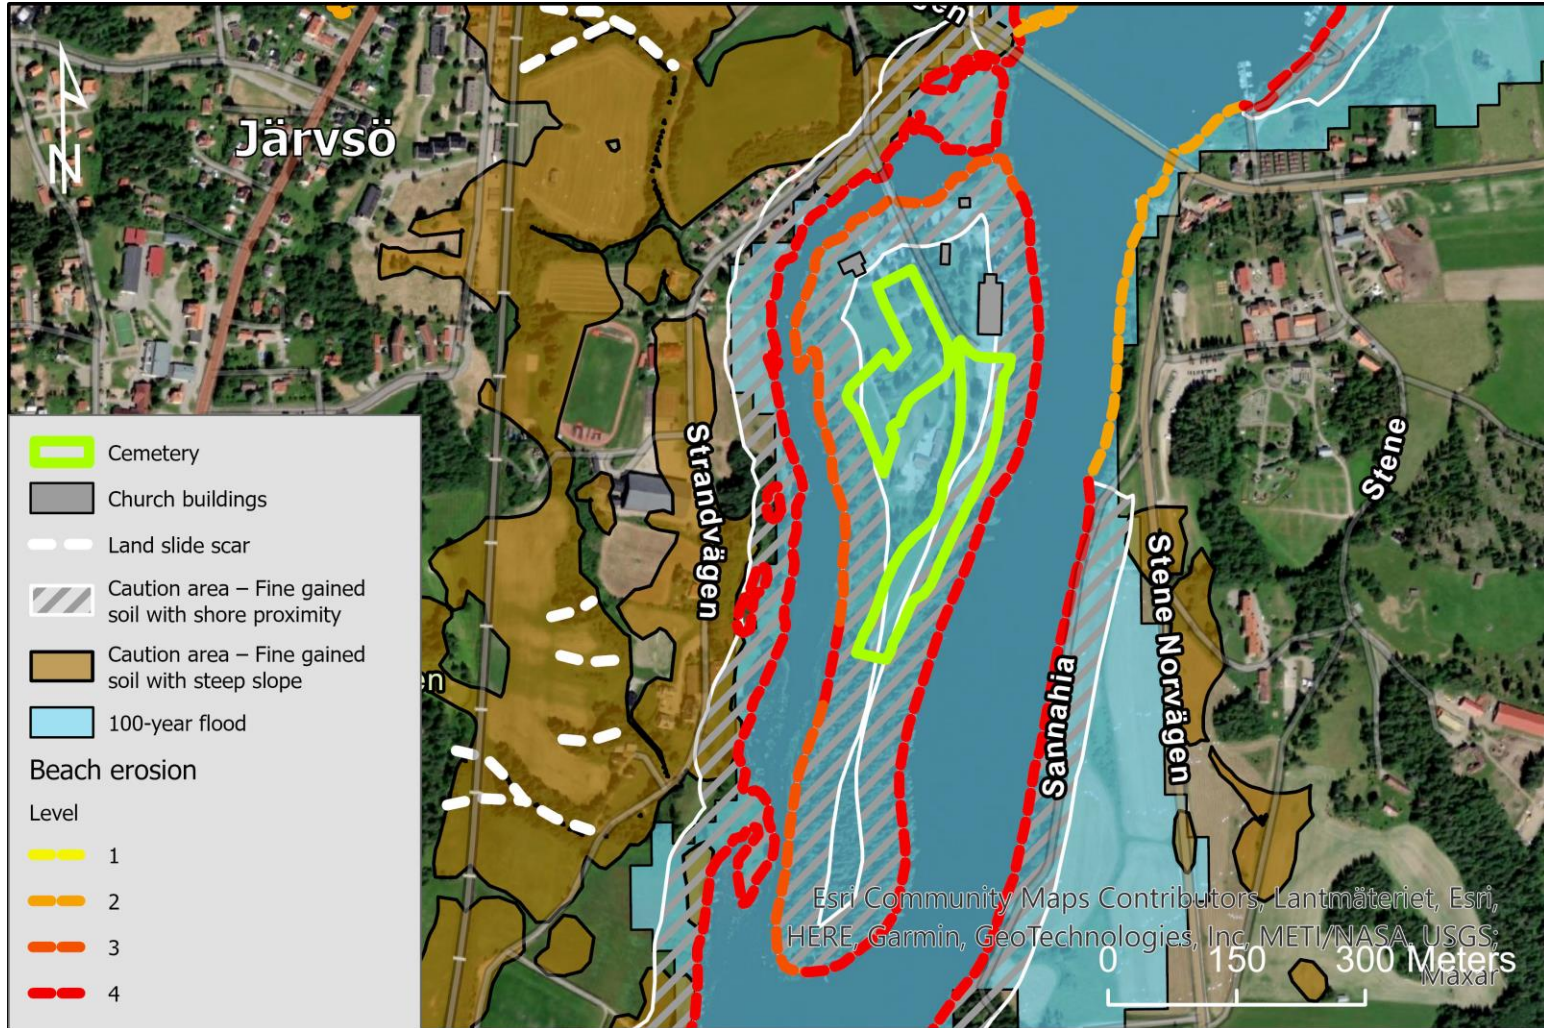 gen
N
Järvsö
Strandvägen
Stene
en
Stene Norvägen
Sannahia
Cemetery
Church buildings
Land slide scar
Caution area – Fine gained
soil with shore proximity
Caution area – Fine gained
soil with steep slope
100-year flood
Beach erosion
Level
1
2
3
4
Esri Community Maps Contributors, Lantmäteriet, Esri,
HERE, Garmin, GeoTechnologies, Inc, METI/NASA, USGS;
Maxar
0 150 300 Meters